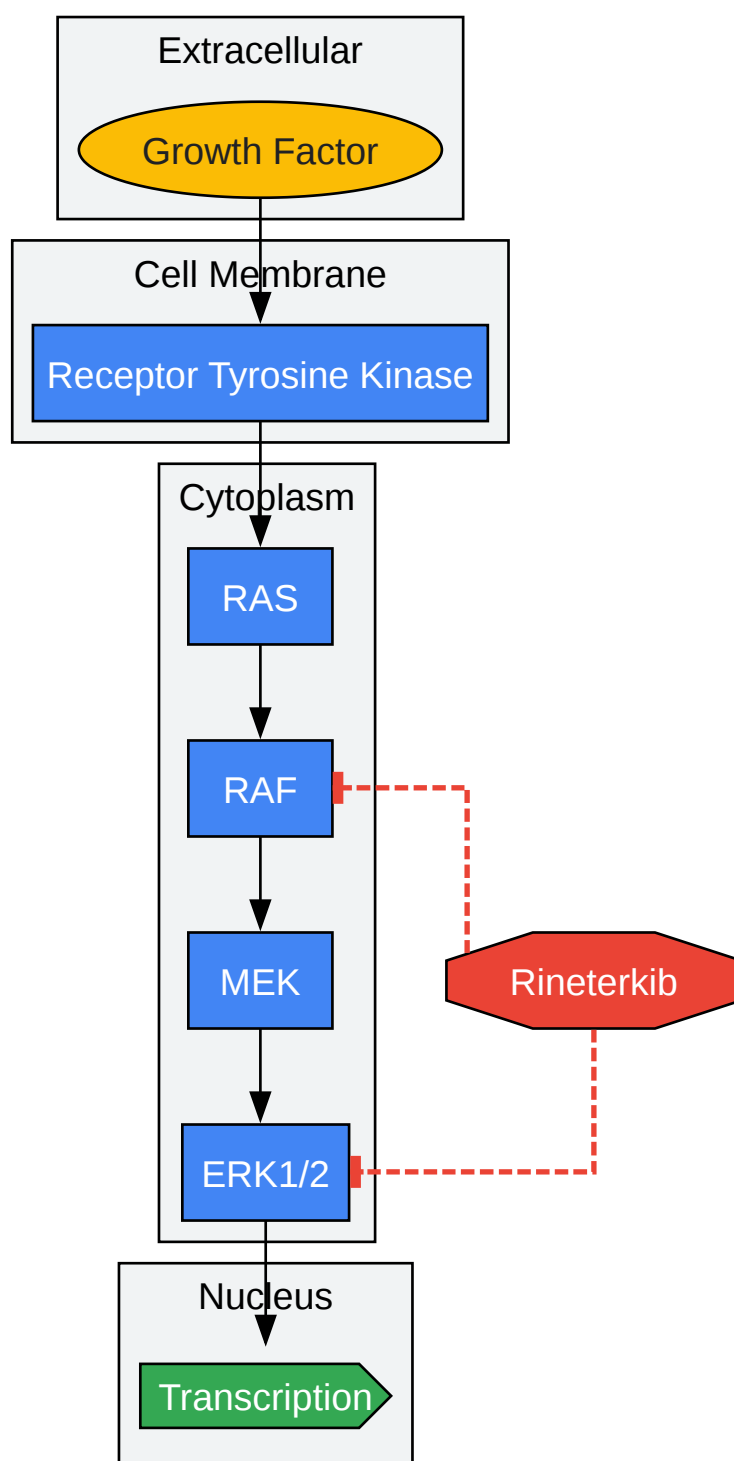 Extracellular
Growth Factor
Cell Membrane
Receptor Tyrosine Kinase
Cytoplasm
RAS
RAF
MEK
Rineterkib
ERK1/2
Nucleus
Transcription